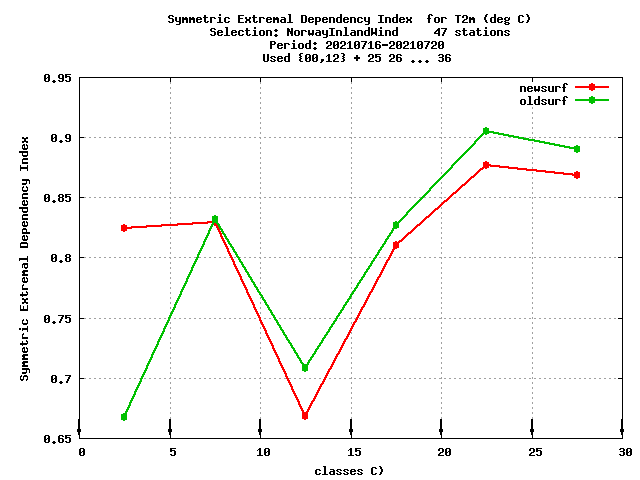 Symmetric Extremal Dependency Index  for T2m (deg C)
Selection: NorwayInlandWind     47 stations
Period: 20210716-20210720
Used {00,12} + 25 26 ... 36
newsurf
oldsurf
0.95
0.9
0.85
0.8
0.75
0.7
0.65
Symmetric Extremal Dependency Index
0 5 10 15 20 25 30
classes C)